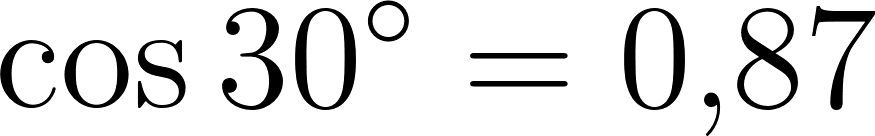 cos 30° = 0,87